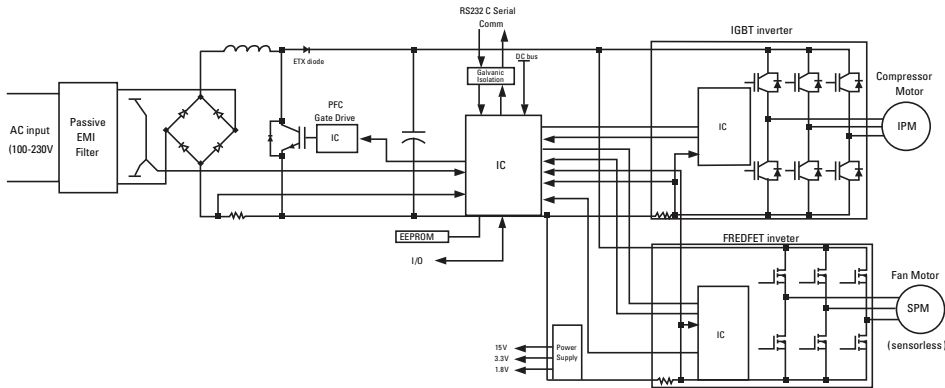 RS232 C Serial
Comm
IGBT inverter
ETX diode
DC bus
Galvanic
Isolation
Compressor
Motor
AC input
(100-230V
Passive
EMI
Filter
PFC
Gate Drive
IC
IC
IC
IPM
EEPROM
I/O
FREDFET inveter
Fan Motor
IC
SPM
(sensorless)
15V
3.3V
1.8V
Power
Supply